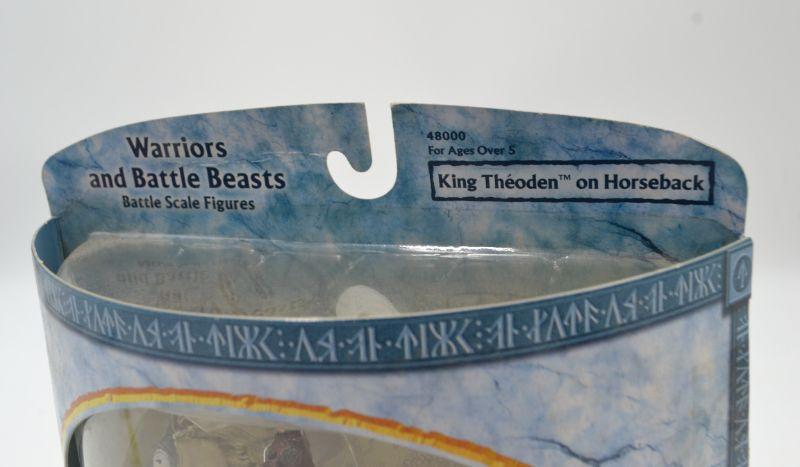 Warriors
and Battle Beasts
Battle Scale Figures
48000
For Ages Over 5
King Théoden™ on Horseback